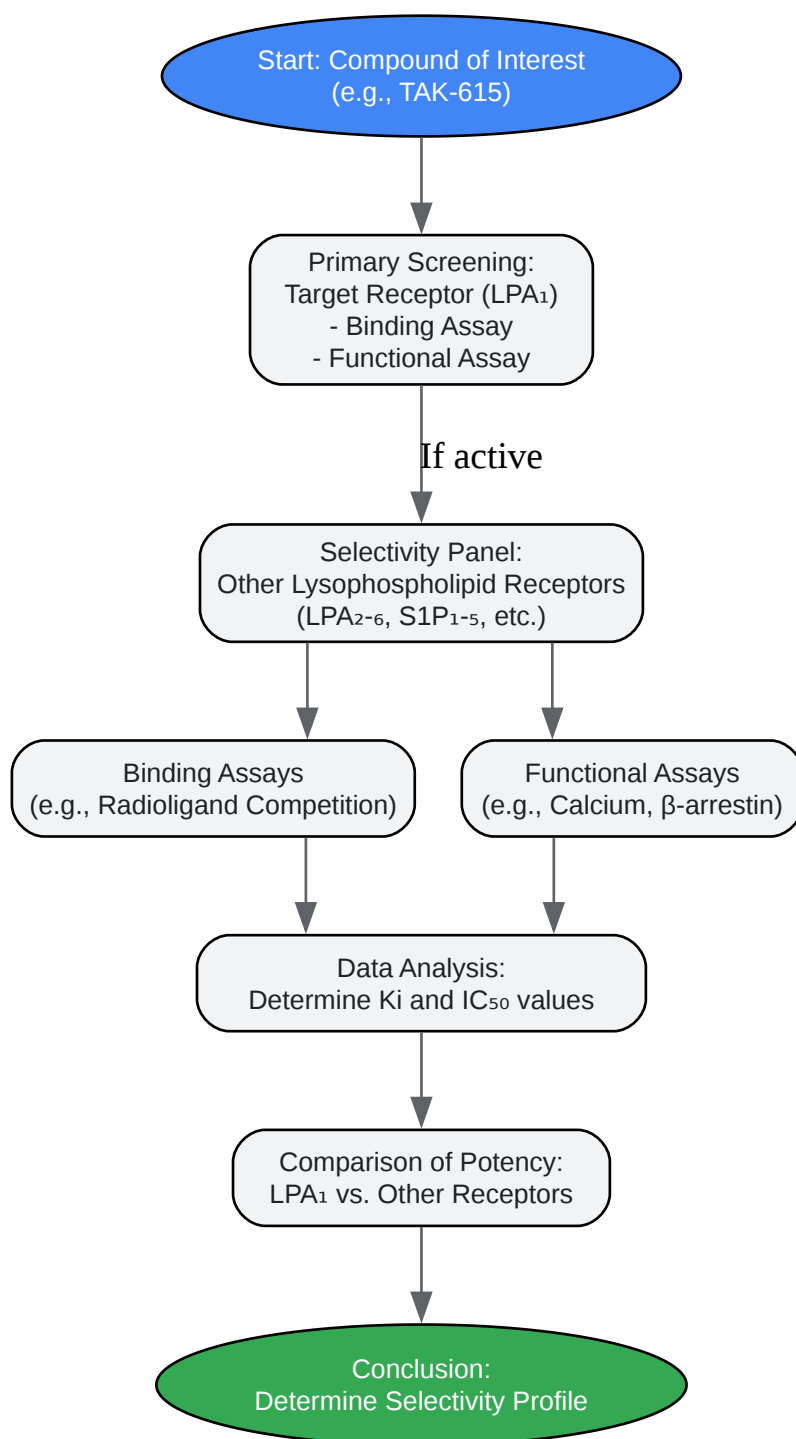 Start: Compound of Interest
(e.g., TAK-615)
Primary Screening:
Target Receptor (LPA₁)
- Binding Assay
- Functional Assay
If active
Selectivity Panel:
Other Lysophospholipid Receptors
(LPA₂-₆, S1P₁-₅, etc.)
Binding Assays
(e.g., Radioligand Competition)
Functional Assays
(e.g., Calcium, β-arrestin)
Data Analysis:
Determine Ki and IC₅₀ values
Comparison of Potency:
LPA₁ vs. Other Receptors
Conclusion:
Determine Selectivity Profile